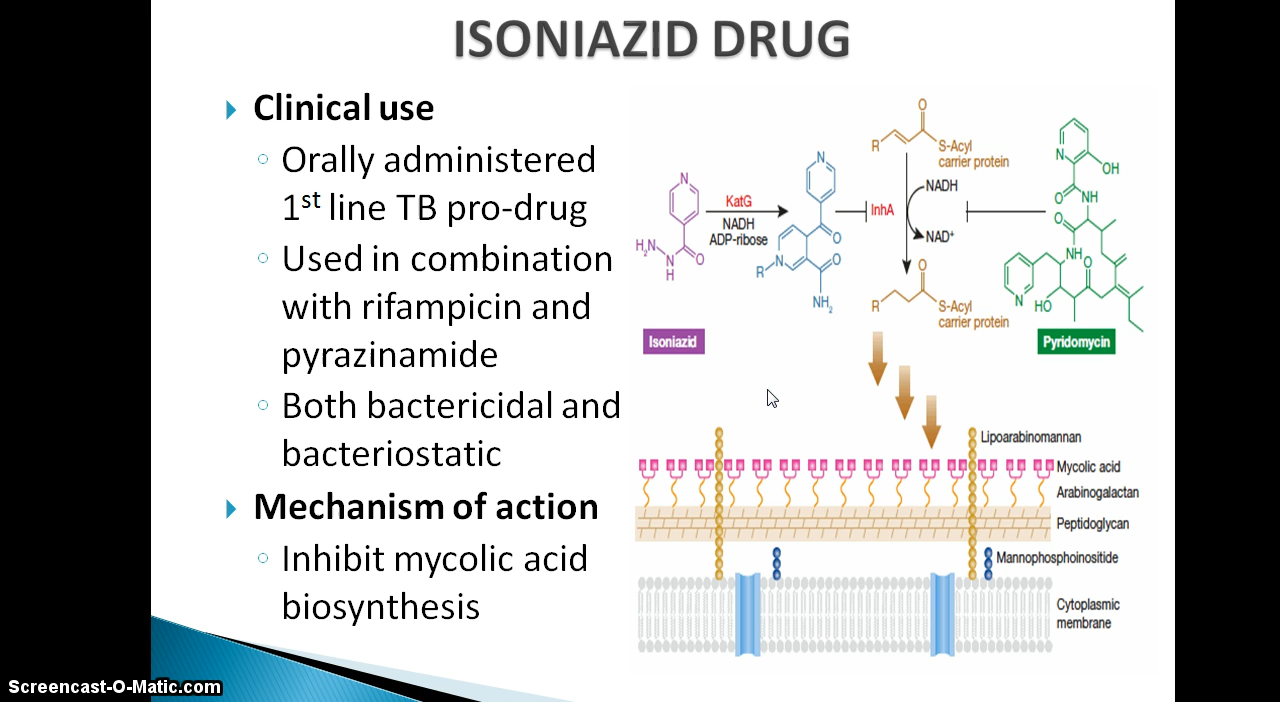 ISONIAZID DRUG
Clinical use
Orally administered
1st line TB pro-drug
Used in combination
with rifampicin and
pyrazinamide
Both bactericidal and
bacteriostatic
Mechanism of action
Inhibit mycolic acid
biosynthesis
N
H2N
N
H
O
Isoniazid
KatG
NADH
ADP-ribose
N
O
N
R
O
NH2
InhA
O
R
S-Acyl
carrier protein
NADH
NAD+
O
R
S-Acyl
carrier protein
N
OH
O
NH
O
NH
O
N
HO
Pyridomycin
Lipoarabinomannan
Mycolic acid
Arabinogalactan
Peptidoglycan
Mannophosphoinositide
Cytoplasmic
membrane
Screencast-O-Matic.com